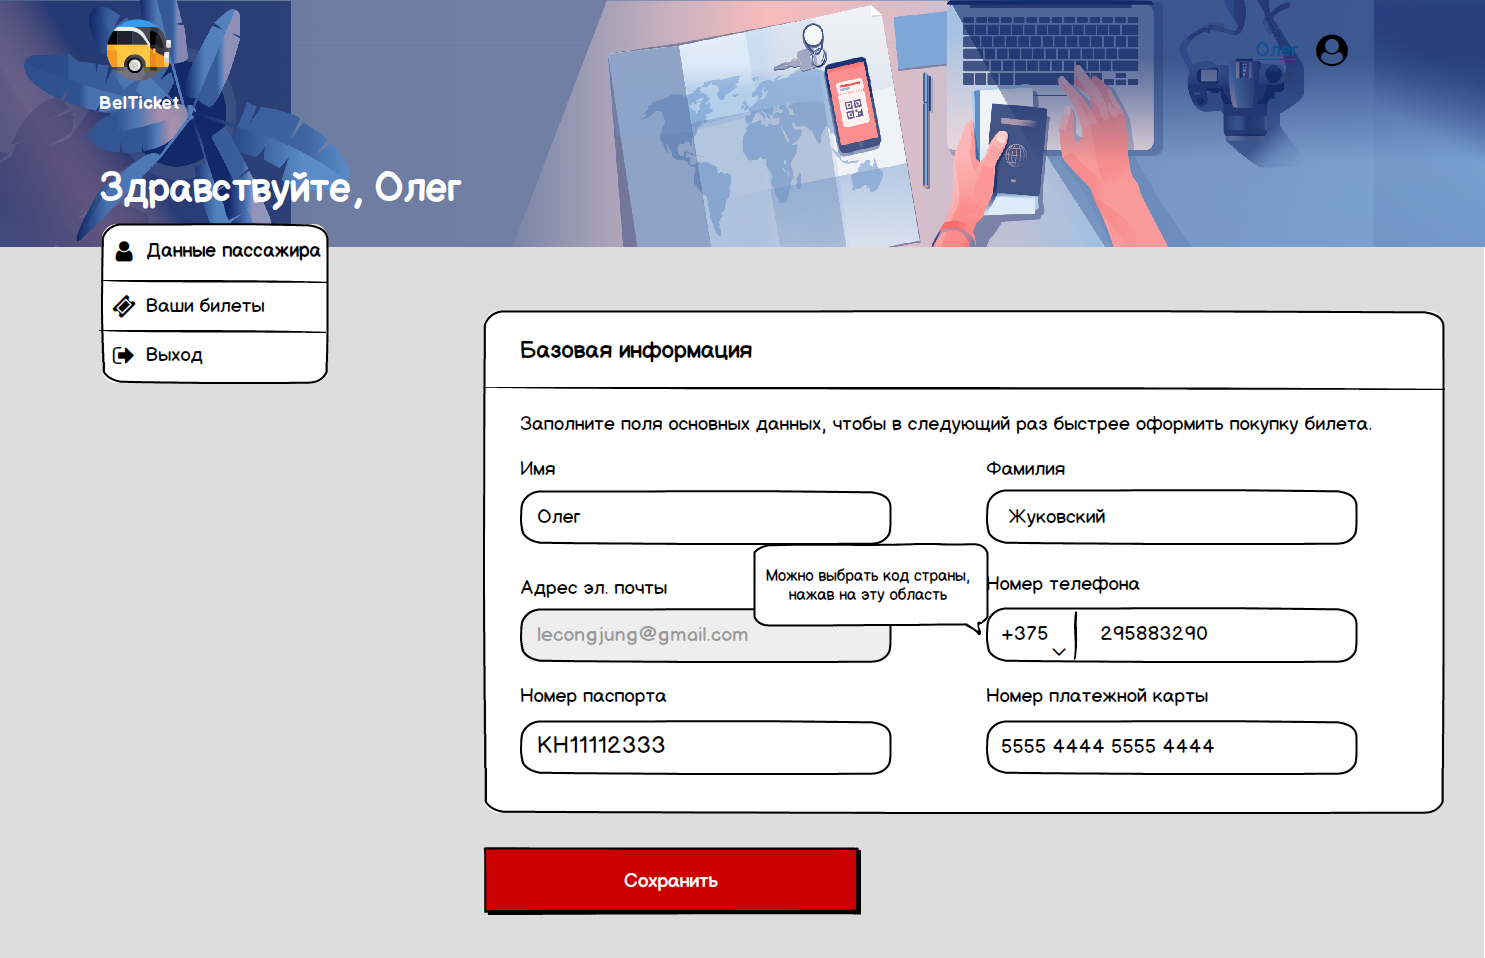 Олег
BelTicket
Здравствуйте, Олег
Данные пассажира
Ваши билеты
Выход
Базовая информация
Заполните поля основных данных, чтобы в следующий раз быстрее оформить покупку билета.
Имя
Фамилия
Олег
Жуковский
Можно выбрать код страны,
нажав на эту область
Адрес эл. почты
Номер телефона
lecongjung@gmail.com
+375
295883290
Номер паспорта
Номер платежной карты
KH11112333
5555 4444 5555 4444
Сохранить